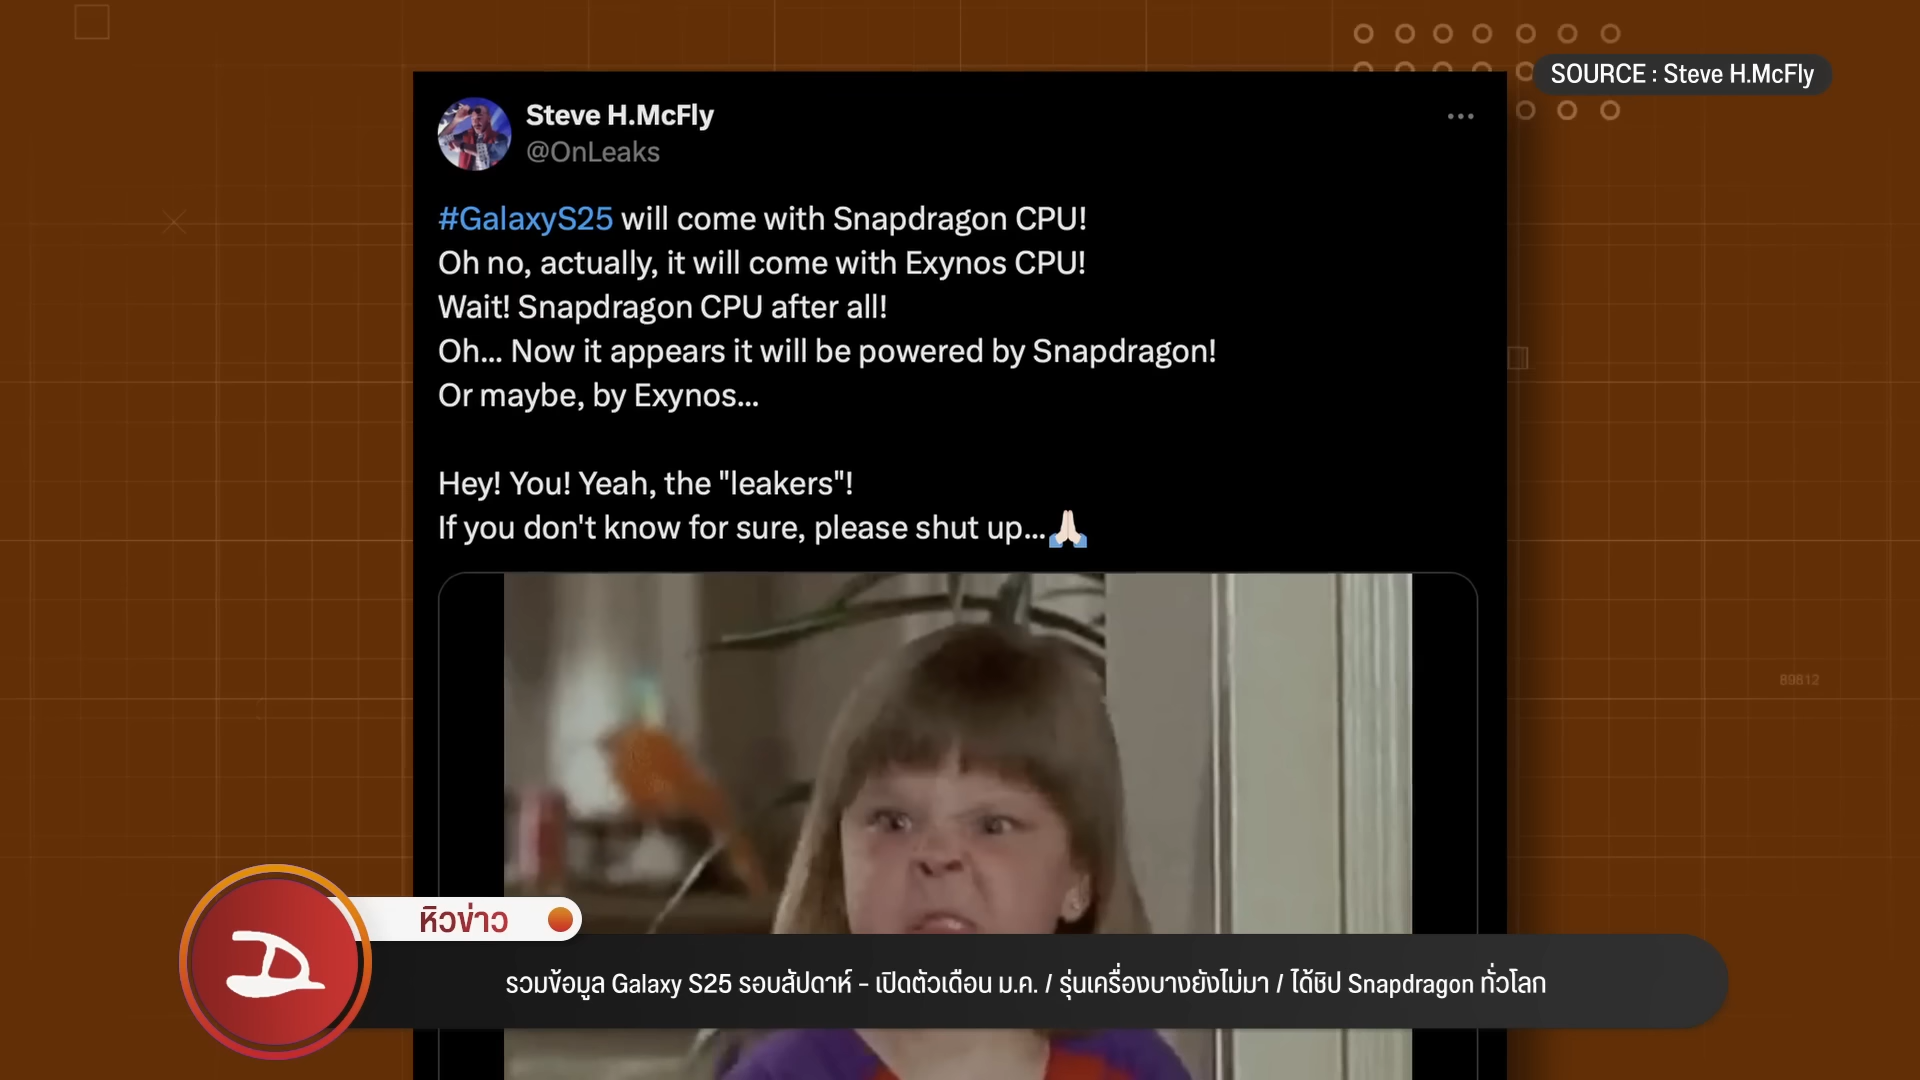 SOURCE : Steve H.McFly
Steve H.McFly
@OnLeaks
#GalaxyS25 will come with Snapdragon CPU!
Oh no, actually, it will come with Exynos CPU!
Wait! Snapdragon CPU after all!
Oh... Now it appears it will be powered by Snapdragon!
Or maybe, by Exynos...
Hey! You! Yeah, the "leakers"!
If you don't know for sure, please shut up...🙏🏻
89812
หิวข่าว
รวมข้อมูล Galaxy S25 รอบสัปดาห์ - เปิดตัวเดือน ม.ค. / รุ่นเครื่องบางยังไม่มา / ได้ชิป Snapdragon ทั่วโลก